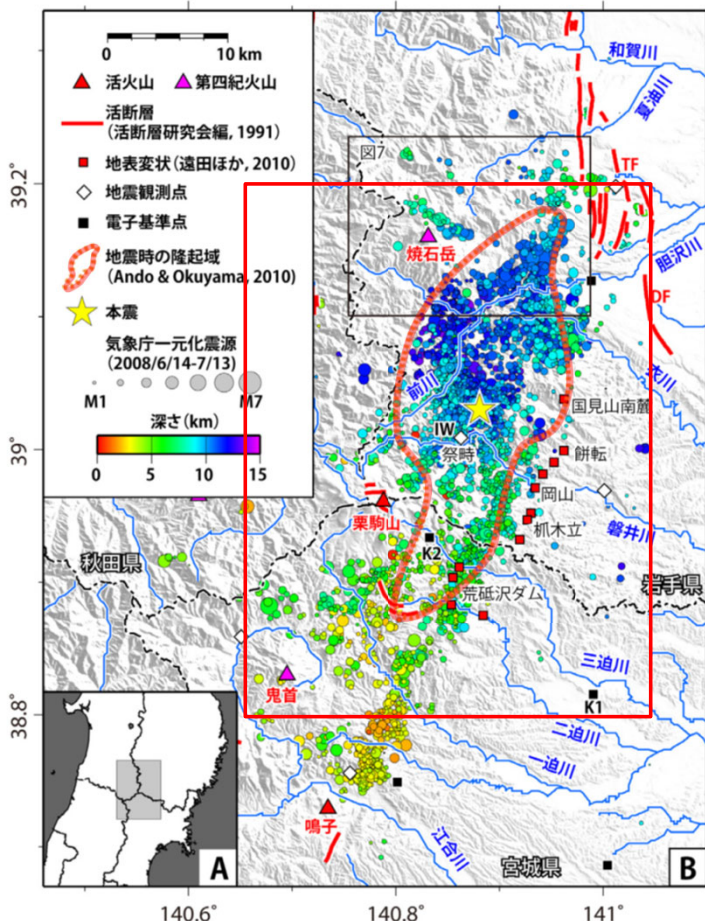 0 10 km
活火山 第四紀火山
活断層
(活断層研究会編, 1991)
地表変状(遠田ほか, 2010)
地震観測点
電子基準点
地震時の隆起域
(Ando & Okuyama, 2010)
本震
気象庁一元化震源
(2008/6/14-7/13)
M1 M7
深さ(km)
0 5 10 15
和賀川
夏油川
図7
TF
39.2°
焼石岳
胆沢川
DF
前川
衣川
国見山南麓
39°
IW
祭時
餅転
岡山
栗駒山
K2
机木立
磐井川
秋田県
岩手県
荒砥沢ダム
三迫川
鬼首
K1
38.8°
二迫川
一迫川
鳴子
江合川
宮城県
A
B
140.6° 140.8° 141°